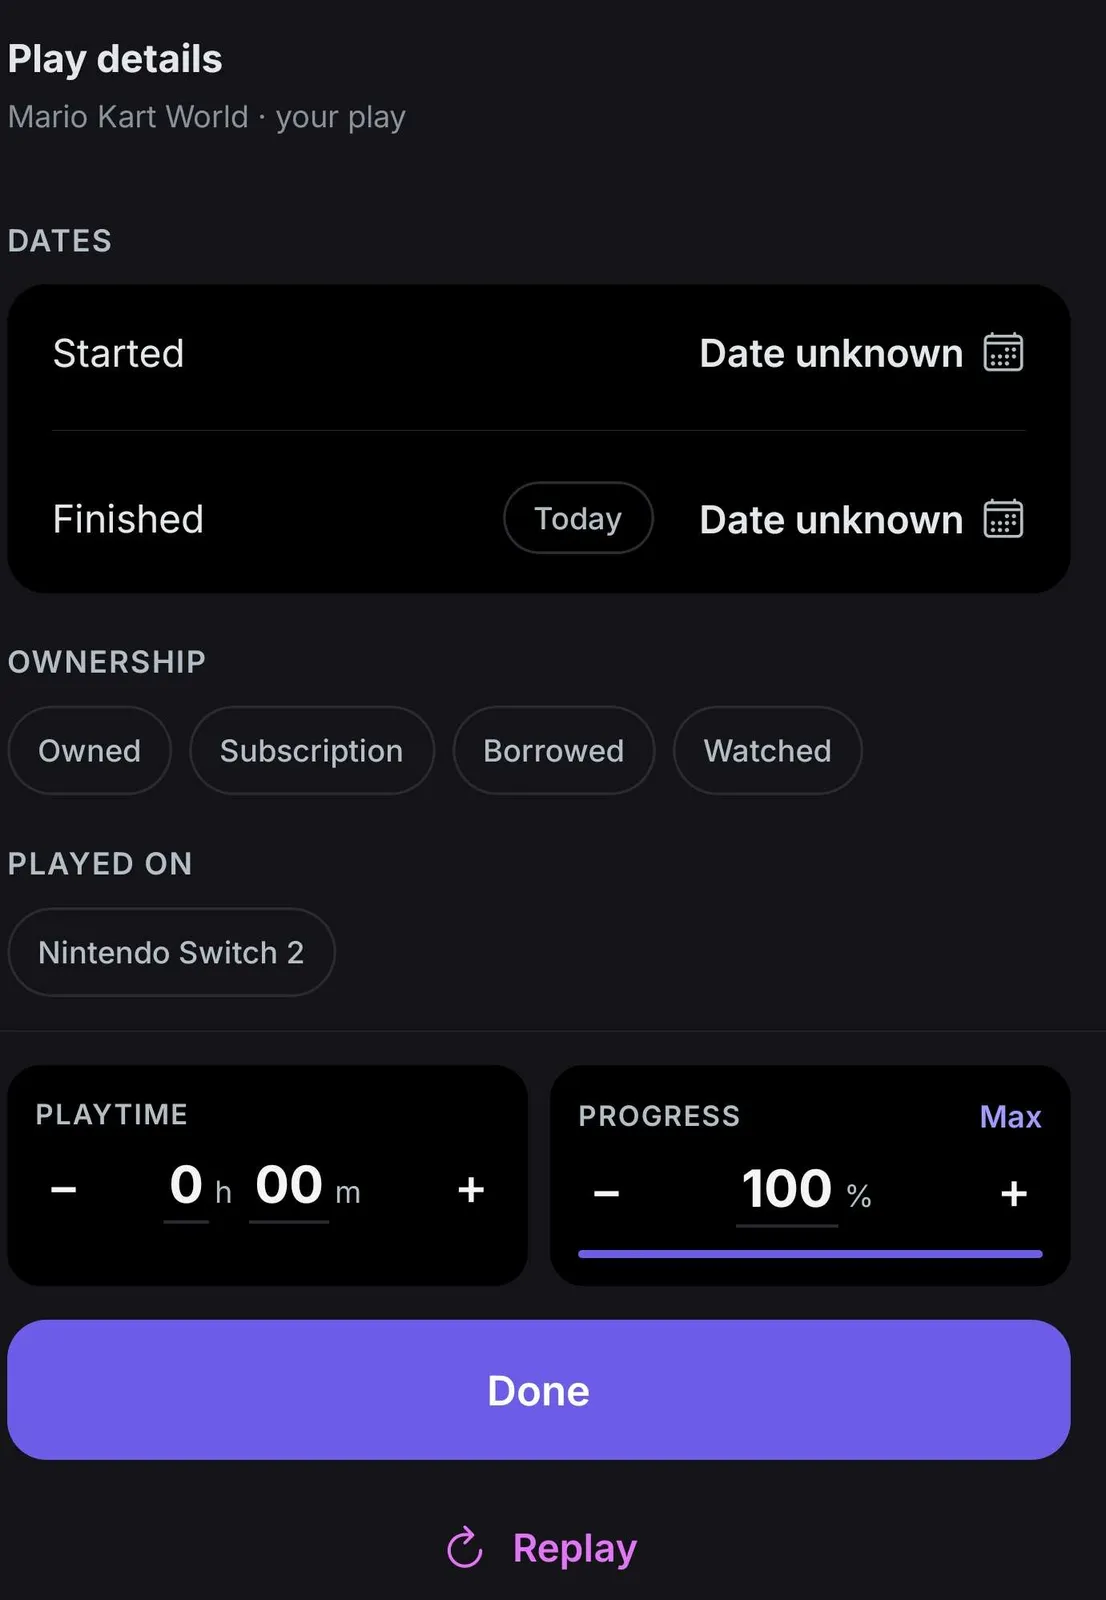 Play details
Mario Kart World · your play
DATES
Started Date unknown
Finished Today Date unknown
OWNERSHIP
Owned Subscription Borrowed Watched
PLAYED ON
Nintendo Switch 2
PLAYTIME
− 0 h 00 m +
PROGRESS Max
− 100 % +
Done
Replay